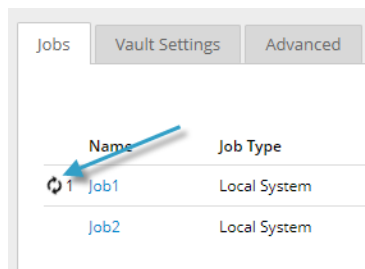 Jobs Vault Settings Advanced
Name Job Type
1 Job1 Local System
Job2 Local System